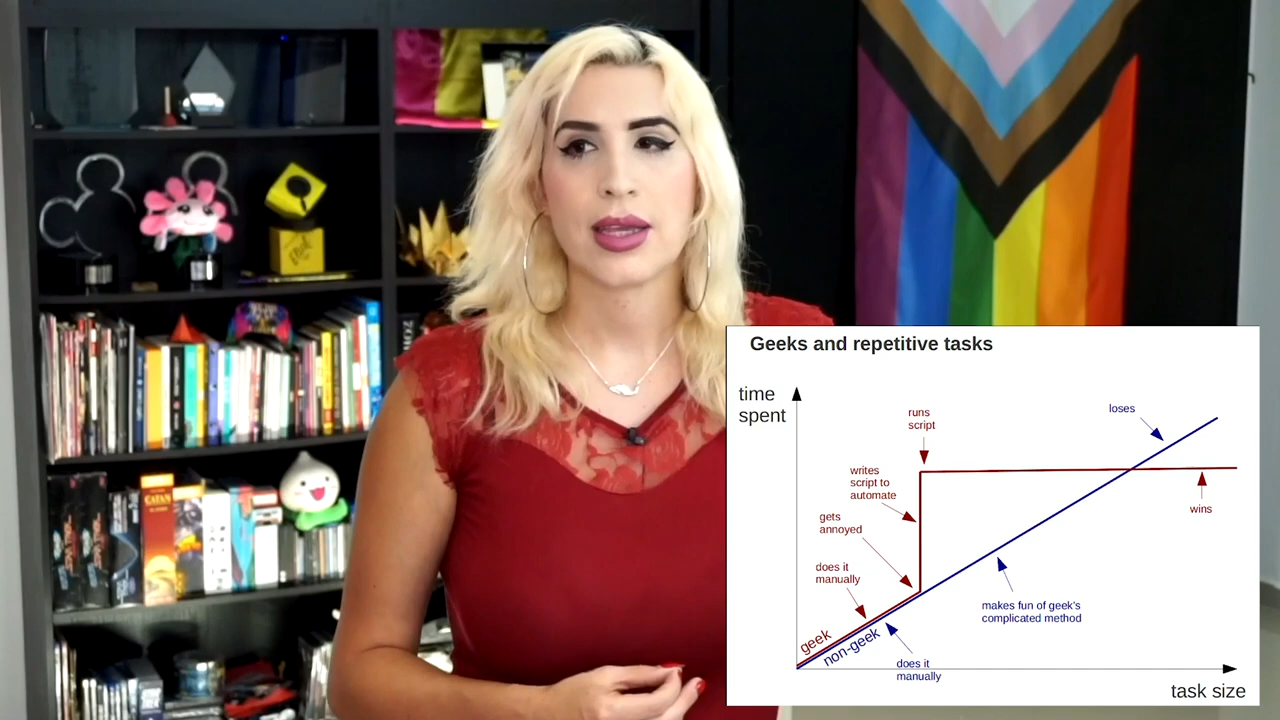 CATAN
Geeks and repetitive tasks
time
spent
runs
script
loses
writes
script to
automate
gets
annoyed
wins
does it
manually
makes fun of geek's
complicated method
geek
non-geek
does it
manually
task size